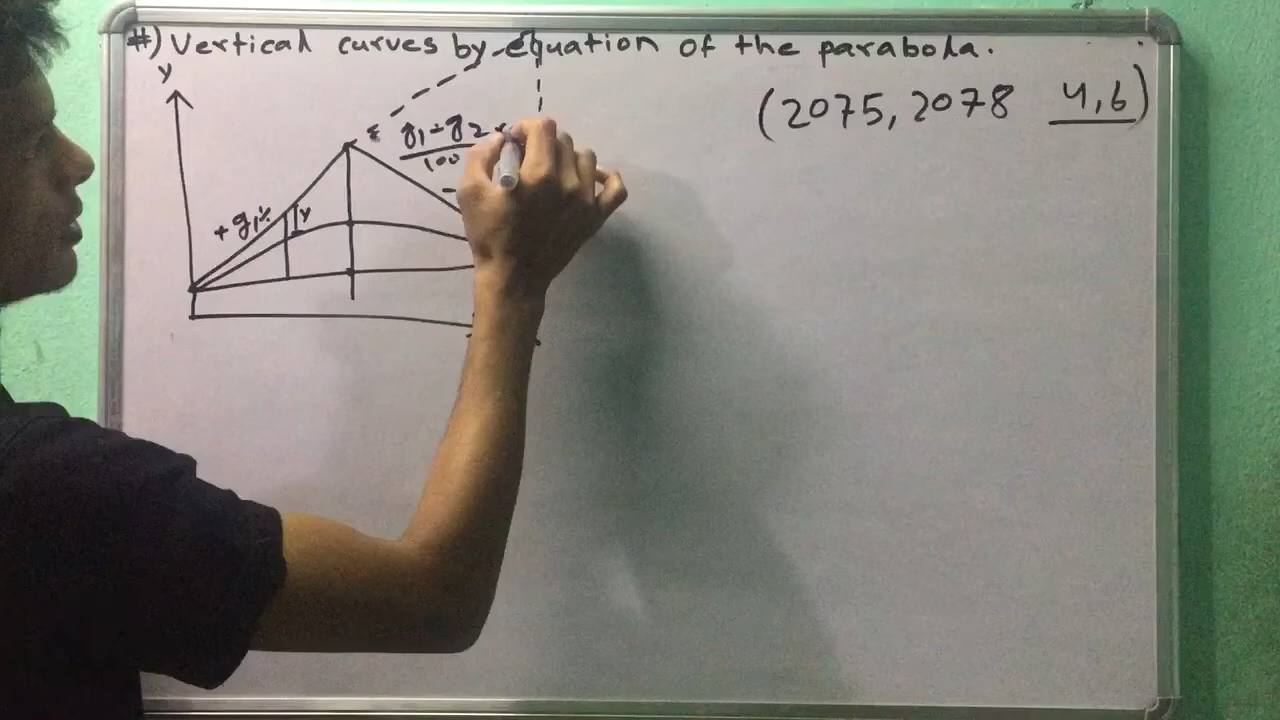 #) Vertical curves by equation of the parabola.
y
(2075, 2078 4,6)
g1-g2 x
100
+g1%
y